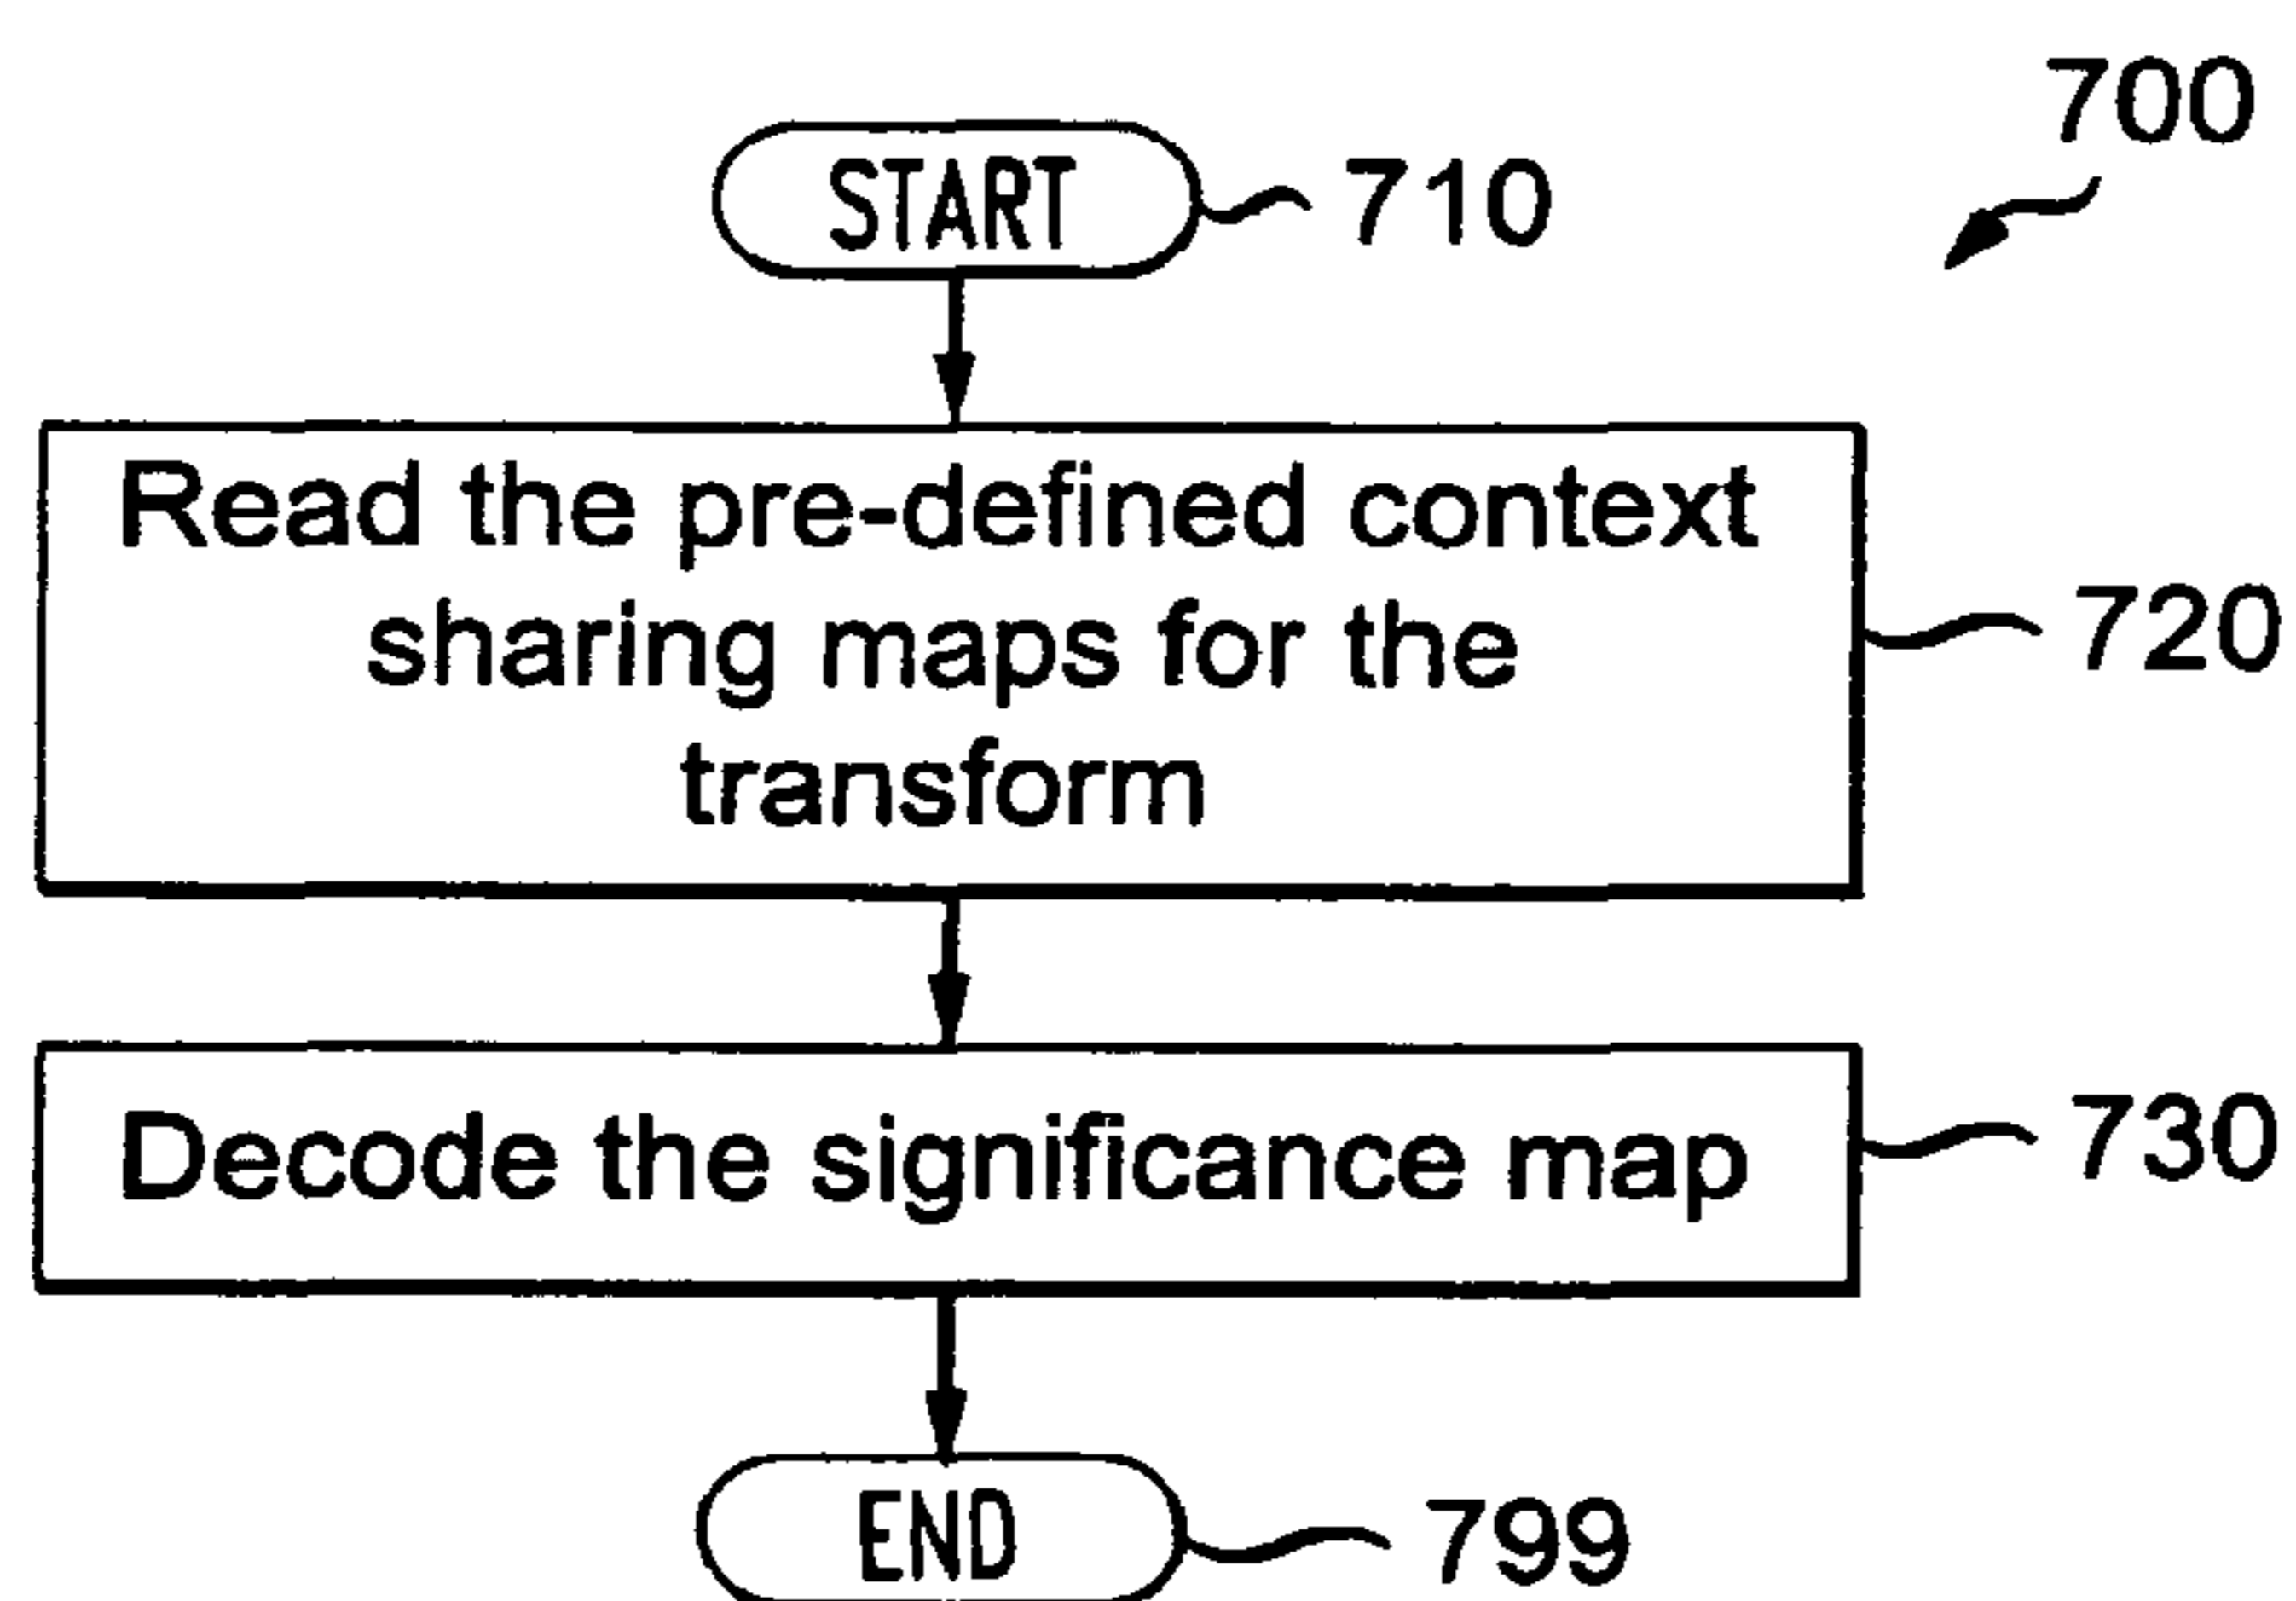 700
START 710
Read the pre-defined context
sharing maps for the
transform
720
Decode the significance map 730
END 799